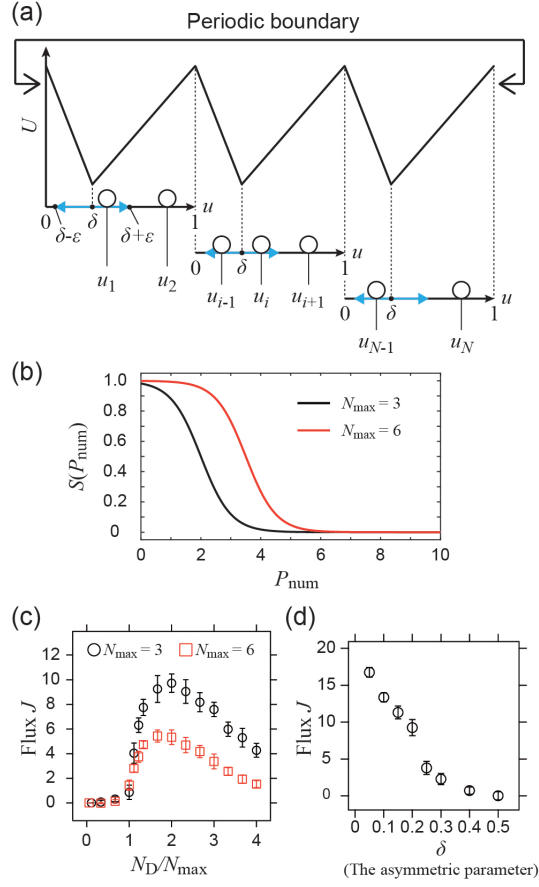 (a)
Periodic boundary
U
0 δ 1 u
δ-ε δ+ε
u1 u2
0 δ 1 u
ui-1 ui ui+1
0 δ 1 u
uN-1 uN
(b)
1.0
0.8
0.6
0.4
0.2
0
S(Pnum)
Nmax = 3
Nmax = 6
0 2 4 6 8 10
Pnum
(c)
Nmax = 3 Nmax = 6
12
10
8
6
4
2
0
Flux J
0 1 2 3 4
ND/Nmax
(d)
20
15
10
5
0
Flux J
0 0.1 0.2 0.3 0.4 0.5
δ
(The asymmetric parameter)